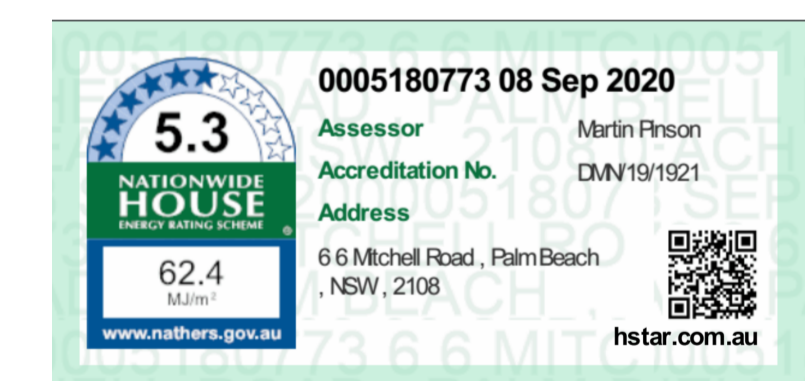 0005180773 08 Sep 2020
5.3
NATIONWIDE
HOUSE
ENERGY RATING SCHEME ®
62.4
MJ/m²
www.nathers.gov.au
Assessor Martin Pinson
Accreditation No. DMN/19/1921
Address
6 6 Mitchell Road , Palm Beach
, NSW , 2108
hstar.com.au